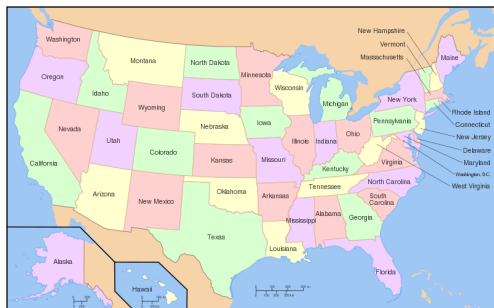 New Hampshire
Vermont
Massachusetts
Washington
Montana
North Dakota
Minnesota
Maine
Oregon
Idaho
South Dakota
Wisconsin
Michigan
New York
Wyoming
Nebraska
Iowa
Pennsylvania
Rhode Island
Connecticut
New Jersey
Delaware
Maryland
Washington, D.C.
West Virginia
Nevada
Utah
Colorado
Kansas
Missouri
Illinois
Indiana
Ohio
Kentucky
Virginia
California
Arizona
New Mexico
Oklahoma
Arkansas
Tennessee
North Carolina
South
Carolina
Texas
Louisiana
Mississippi
Alabama
Georgia
Florida
Alaska
Hawaii